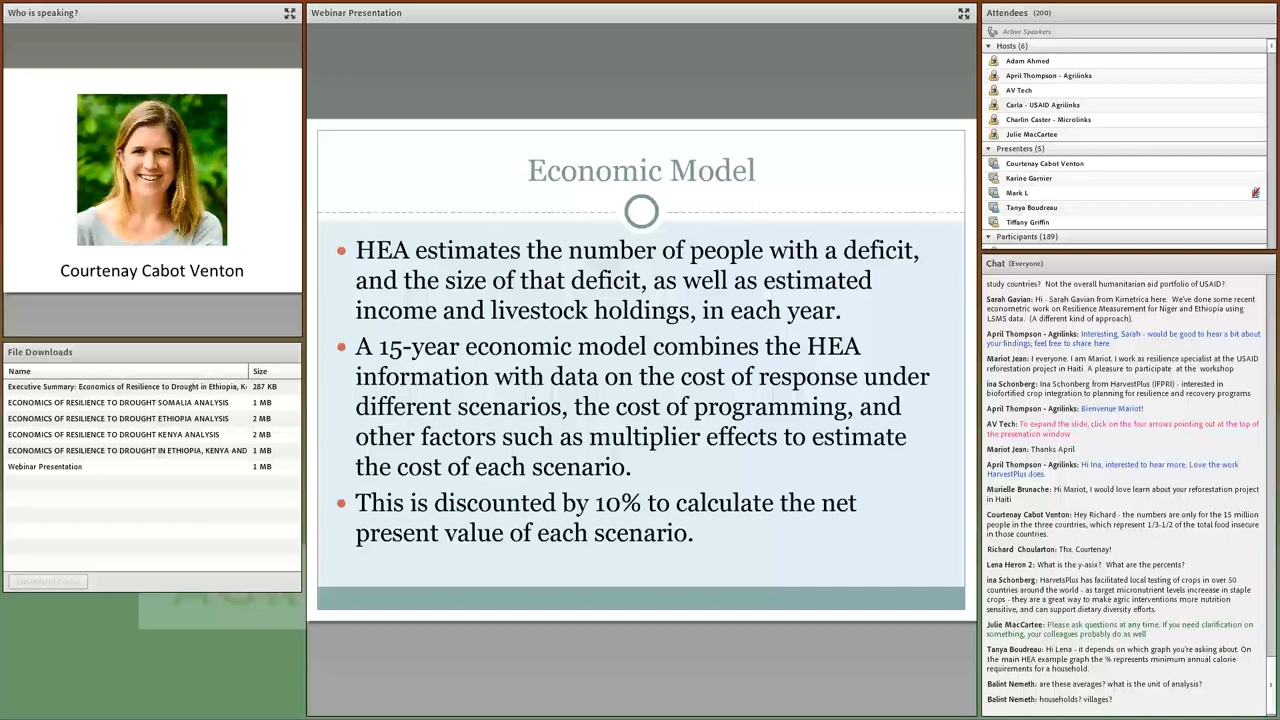 Who is speaking?
Courtenay Cabot Venton
File Downloads
Name Size
Executive Summary: Economics of Resilience to Drought in Ethiopia, K 287 KB
ECONOMICS OF RESILIENCE TO DROUGHT SOMALIA ANALYSIS 1 MB
ECONOMICS OF RESILIENCE TO DROUGHT ETHIOPIA ANALYSIS 2 MB
ECONOMICS OF RESILIENCE TO DROUGHT KENYA ANALYSIS 2 MB
ECONOMICS OF RESILIENCE TO DROUGHT IN ETHIOPIA, KENYA AND 1 MB
Webinar Presentation 1 MB
Webinar Presentation
Economic Model
• HEA estimates the number of people with a deficit,
and the size of that deficit, as well as estimated
income and livestock holdings, in each year.
• A 15-year economic model combines the HEA
information with data on the cost of response under
different scenarios, the cost of programming, and
other factors such as multiplier effects to estimate
the cost of each scenario.
• This is discounted by 10% to calculate the net
present value of each scenario.
Attendees (200)
Active Speakers
Hosts (6)
Adam Ahmed
April Thompson - Agrilinks
AV Tech
Carla - USAID Agrilinks
Charlin Caster - Microlinks
Julie MacCartee
Presenters (5)
Courtenay Cabot Venton
Karine Garnier
Mark L
Tanya Boudreau
Tiffany Griffin
Participants (189)
Chat (Everyone)
study countries? Not the overall humanitarian aid portfolio of USAID?
Sarah Gavian: Hi - Sarah Gavian from Kimetrica here. We've done some recent
econometric work on Resilience Measurement for Niger and Ethiopia using
LSMS data. (A different kind of approach).
April Thompson - Agrilinks: Interesting, Sarah - would be good to hear a bit about
your findings; feel free to share here.
Mariot Jean: I everyone. I am Mariot. I work as resilience specialist at the USAID
reforestation project in Haiti. A pleasure to participate at the workshop
ina Schonberg: Ina Schonberg from HarvestPlus (IFPRI) - interested in
biofortified crop integration to planning for resilience and recovery programs
April Thompson - Agrilinks: Bienvenue Mariot!
AV Tech: To expand the slide, click on the four arrows pointing out at the top of
the presenation window
Mariot Jean: Thanks April
April Thompson - Agrilinks: Hi Ina, interested to hear more. Love the work
HarvestPlus does.
Murielle Brunache: Hi Mariot, I would love learn about your reforestation project
in Haiti
Courtenay Cabot Venton: Hey Richard - the numbers are only for the 15 million
people in the three countries, which represent 1/3-1/2 of the total food insecure
in those countries.
Richard Choularton: Thx. Courtenay!
Lena Heron 2: What is the y-asix? What are the percents?
ina Schonberg: HarvetsPlus has facilitated local testing of crops in over 50
countries around the world - as target micronutrient levels increase in staple
crops - they are a great way to make agric interventions more nutrition
sensitive, and can support dietary diversity efforts.
Julie MacCartee: Please ask questions at any time. If you need clarification on
something, your colleagues probably do as well
Tanya Boudreau: Hi Lena - it depends on which graph you're asking about. On
the main HEA example graph the % represents minimum annual calorie
requirements for a household.
Balint Nemeth: are these averages? what is the unit of analysis?
Balint Nemeth: households? villages?